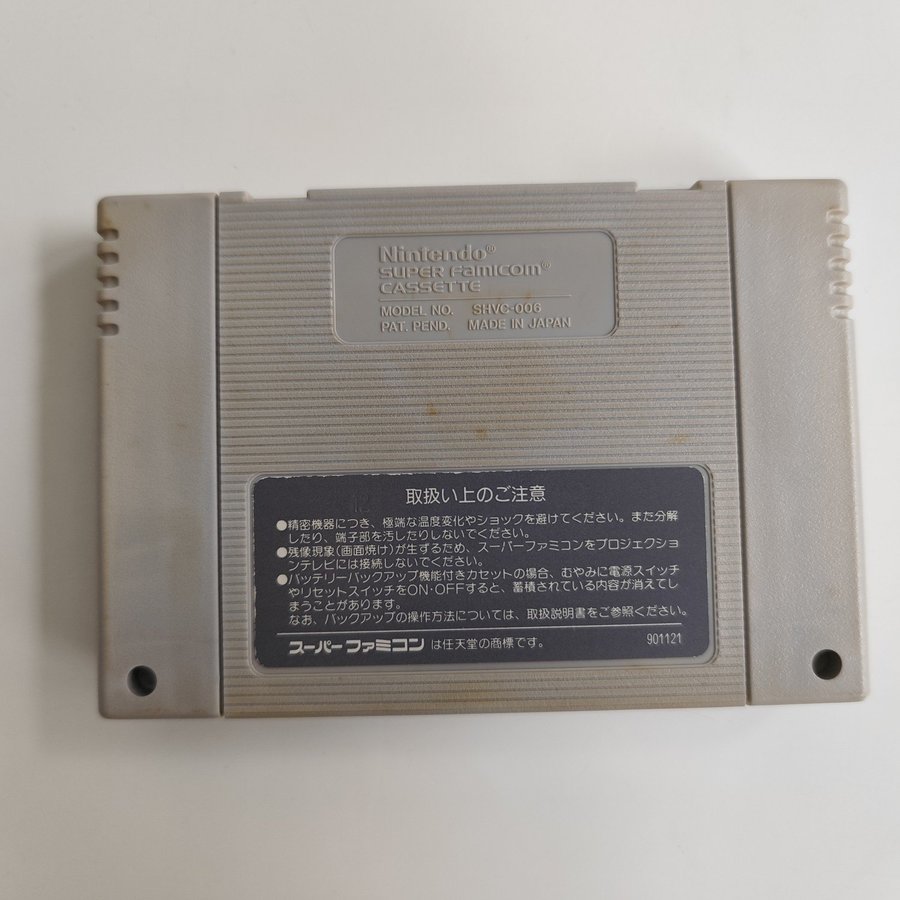 Nintendo®
SUPER FAMICOM®
CASSETTE
MODEL NO. SHVC-006
PAT. PEND. MADE IN JAPAN
取扱い上のご注意
●精密機器につき、極端な温度変化やショックを避けてください。また分解
したり、端子部を汚したりしないでください。
●残像現象(画面焼け)が生ずるため、スーパーファミコンをプロジェクショ
ンテレビには接続しないでください。
●バッテリーバックアップ機能付きカセットの場合、むやみに電源スイッチ
やリセットスイッチをON・OFFすると、蓄積されている内容が消えてし
まうことがあります。
なお、バックアップの操作方法については、取扱説明書をご参照ください。
スーパーファミコン は任天堂の商標です。 901121